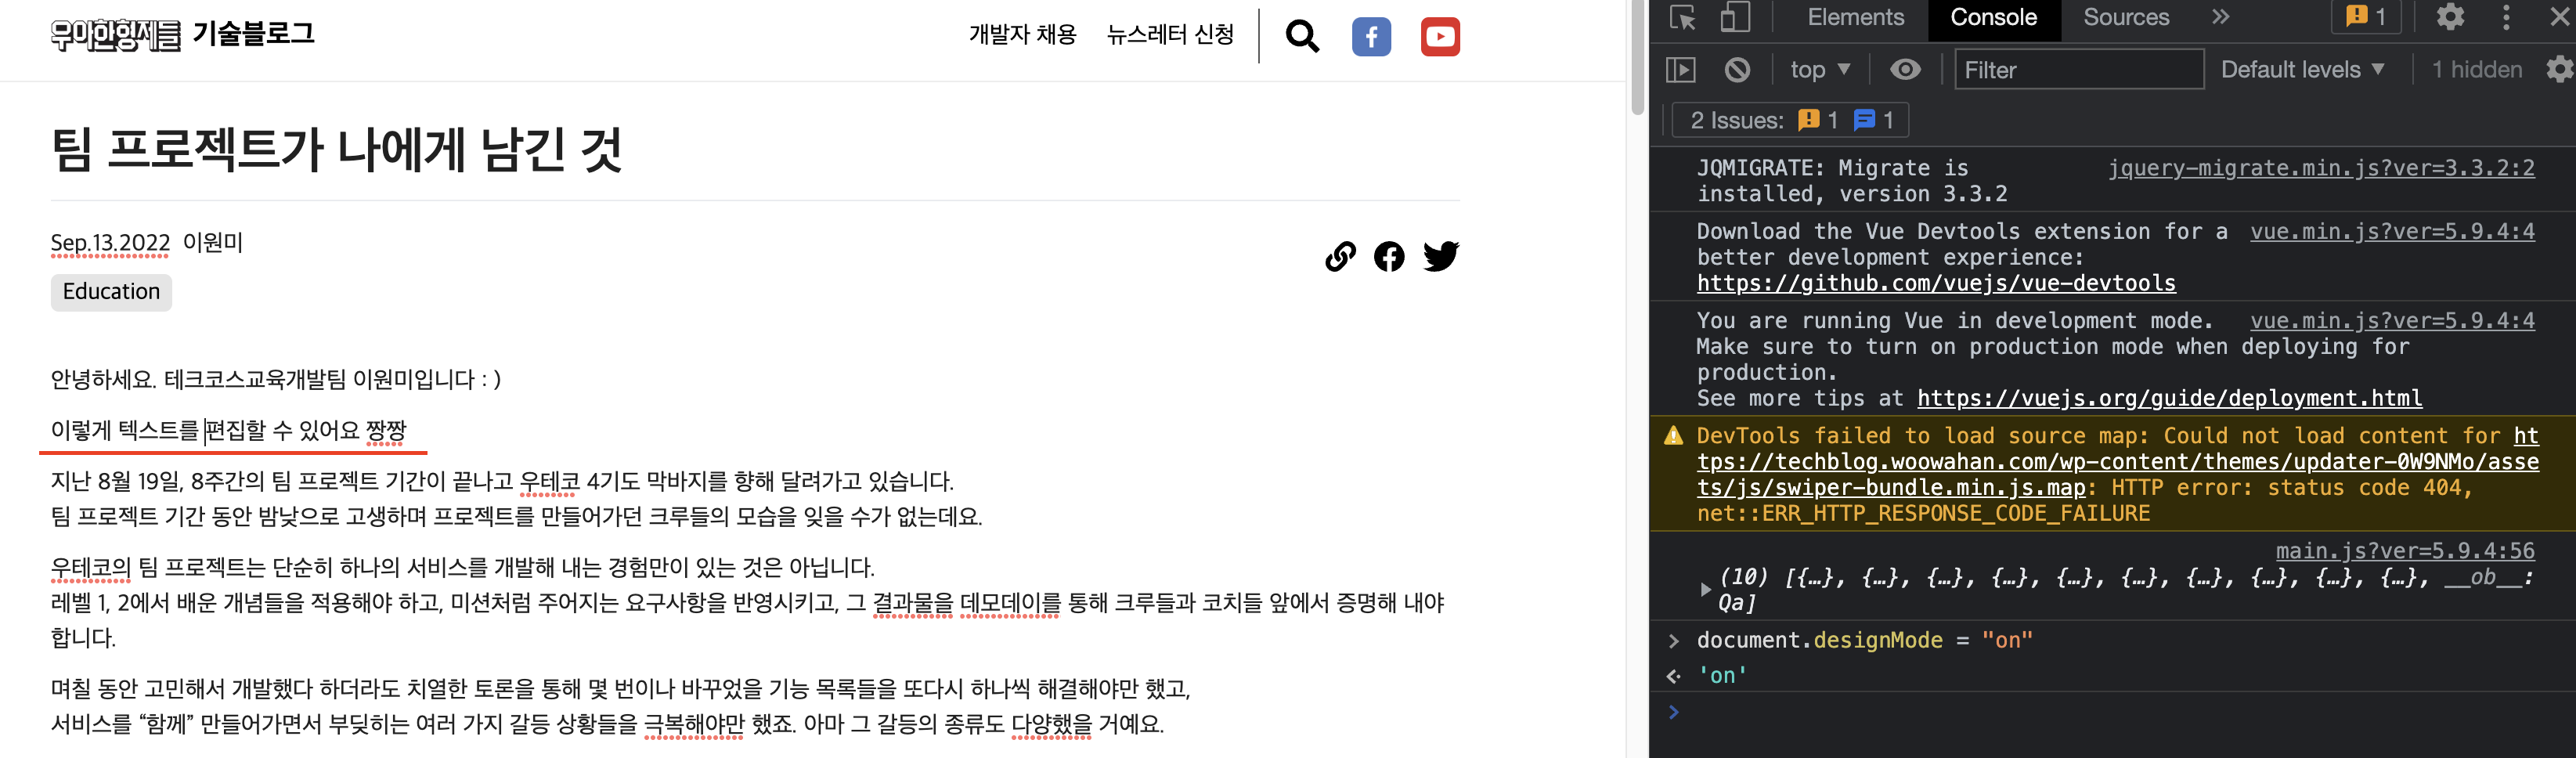 우아한형제들 기술블로그
개발자 채용 뉴스레터 신청
팀 프로젝트가 나에게 남긴 것
Sep.13.2022 이원미
Education
안녕하세요. 테크코스교육개발팀 이원미입니다 : )
이렇게 텍스트를 편집할 수 있어요 짱짱
지난 8월 19일, 8주간의 팀 프로젝트 기간이 끝나고 우테코 4기도 막바지를 향해 달려가고 있습니다.
팀 프로젝트 기간 동안 밤낮으로 고생하며 프로젝트를 만들어가던 크루들의 모습을 잊을 수가 없는데요.
우테코의 팀 프로젝트는 단순히 하나의 서비스를 개발해 내는 경험만이 있는 것은 아닙니다.
레벨 1, 2에서 배운 개념들을 적용해야 하고, 미션처럼 주어지는 요구사항을 반영시키고, 그 결과물을 데모데이를 통해 크루들과 코치들 앞에서 증명해 내야
합니다.
며칠 동안 고민해서 개발했다 하더라도 치열한 토론을 통해 몇 번이나 바꾸었을 기능 목록들을 또다시 하나씩 해결해야만 했고,
서비스를 “함께” 만들어가면서 부딪히는 여러 가지 갈등 상황들을 극복해야만 했죠. 아마 그 갈등의 종류도 다양했을 거예요.
Elements Console Sources 1
top Filter Default levels 1 hidden
2 Issues: 1 1
JQMIGRATE: Migrate is jquery-migrate.min.js?ver=3.3.2:2
installed, version 3.3.2
Download the Vue Devtools extension for a vue.min.js?ver=5.9.4:4
better development experience:
https://github.com/vuejs/vue-devtools
You are running Vue in development mode. vue.min.js?ver=5.9.4:4
Make sure to turn on production mode when deploying for
production.
See more tips at https://vuejs.org/guide/deployment.html
DevTools failed to load source map: Could not load content for ht
tps://techblog.woowahan.com/wp-content/themes/updater-0W9NMo/asse
ts/js/swiper-bundle.min.js.map: HTTP error: status code 404,
net::ERR_HTTP_RESPONSE_CODE_FAILURE
main.js?ver=5.9.4:56
(10) [{…}, {…}, {…}, {…}, {…}, {…}, {…}, {…}, {…}, {…}, __ob__:
Qa]
document.designMode = "on"
'on'